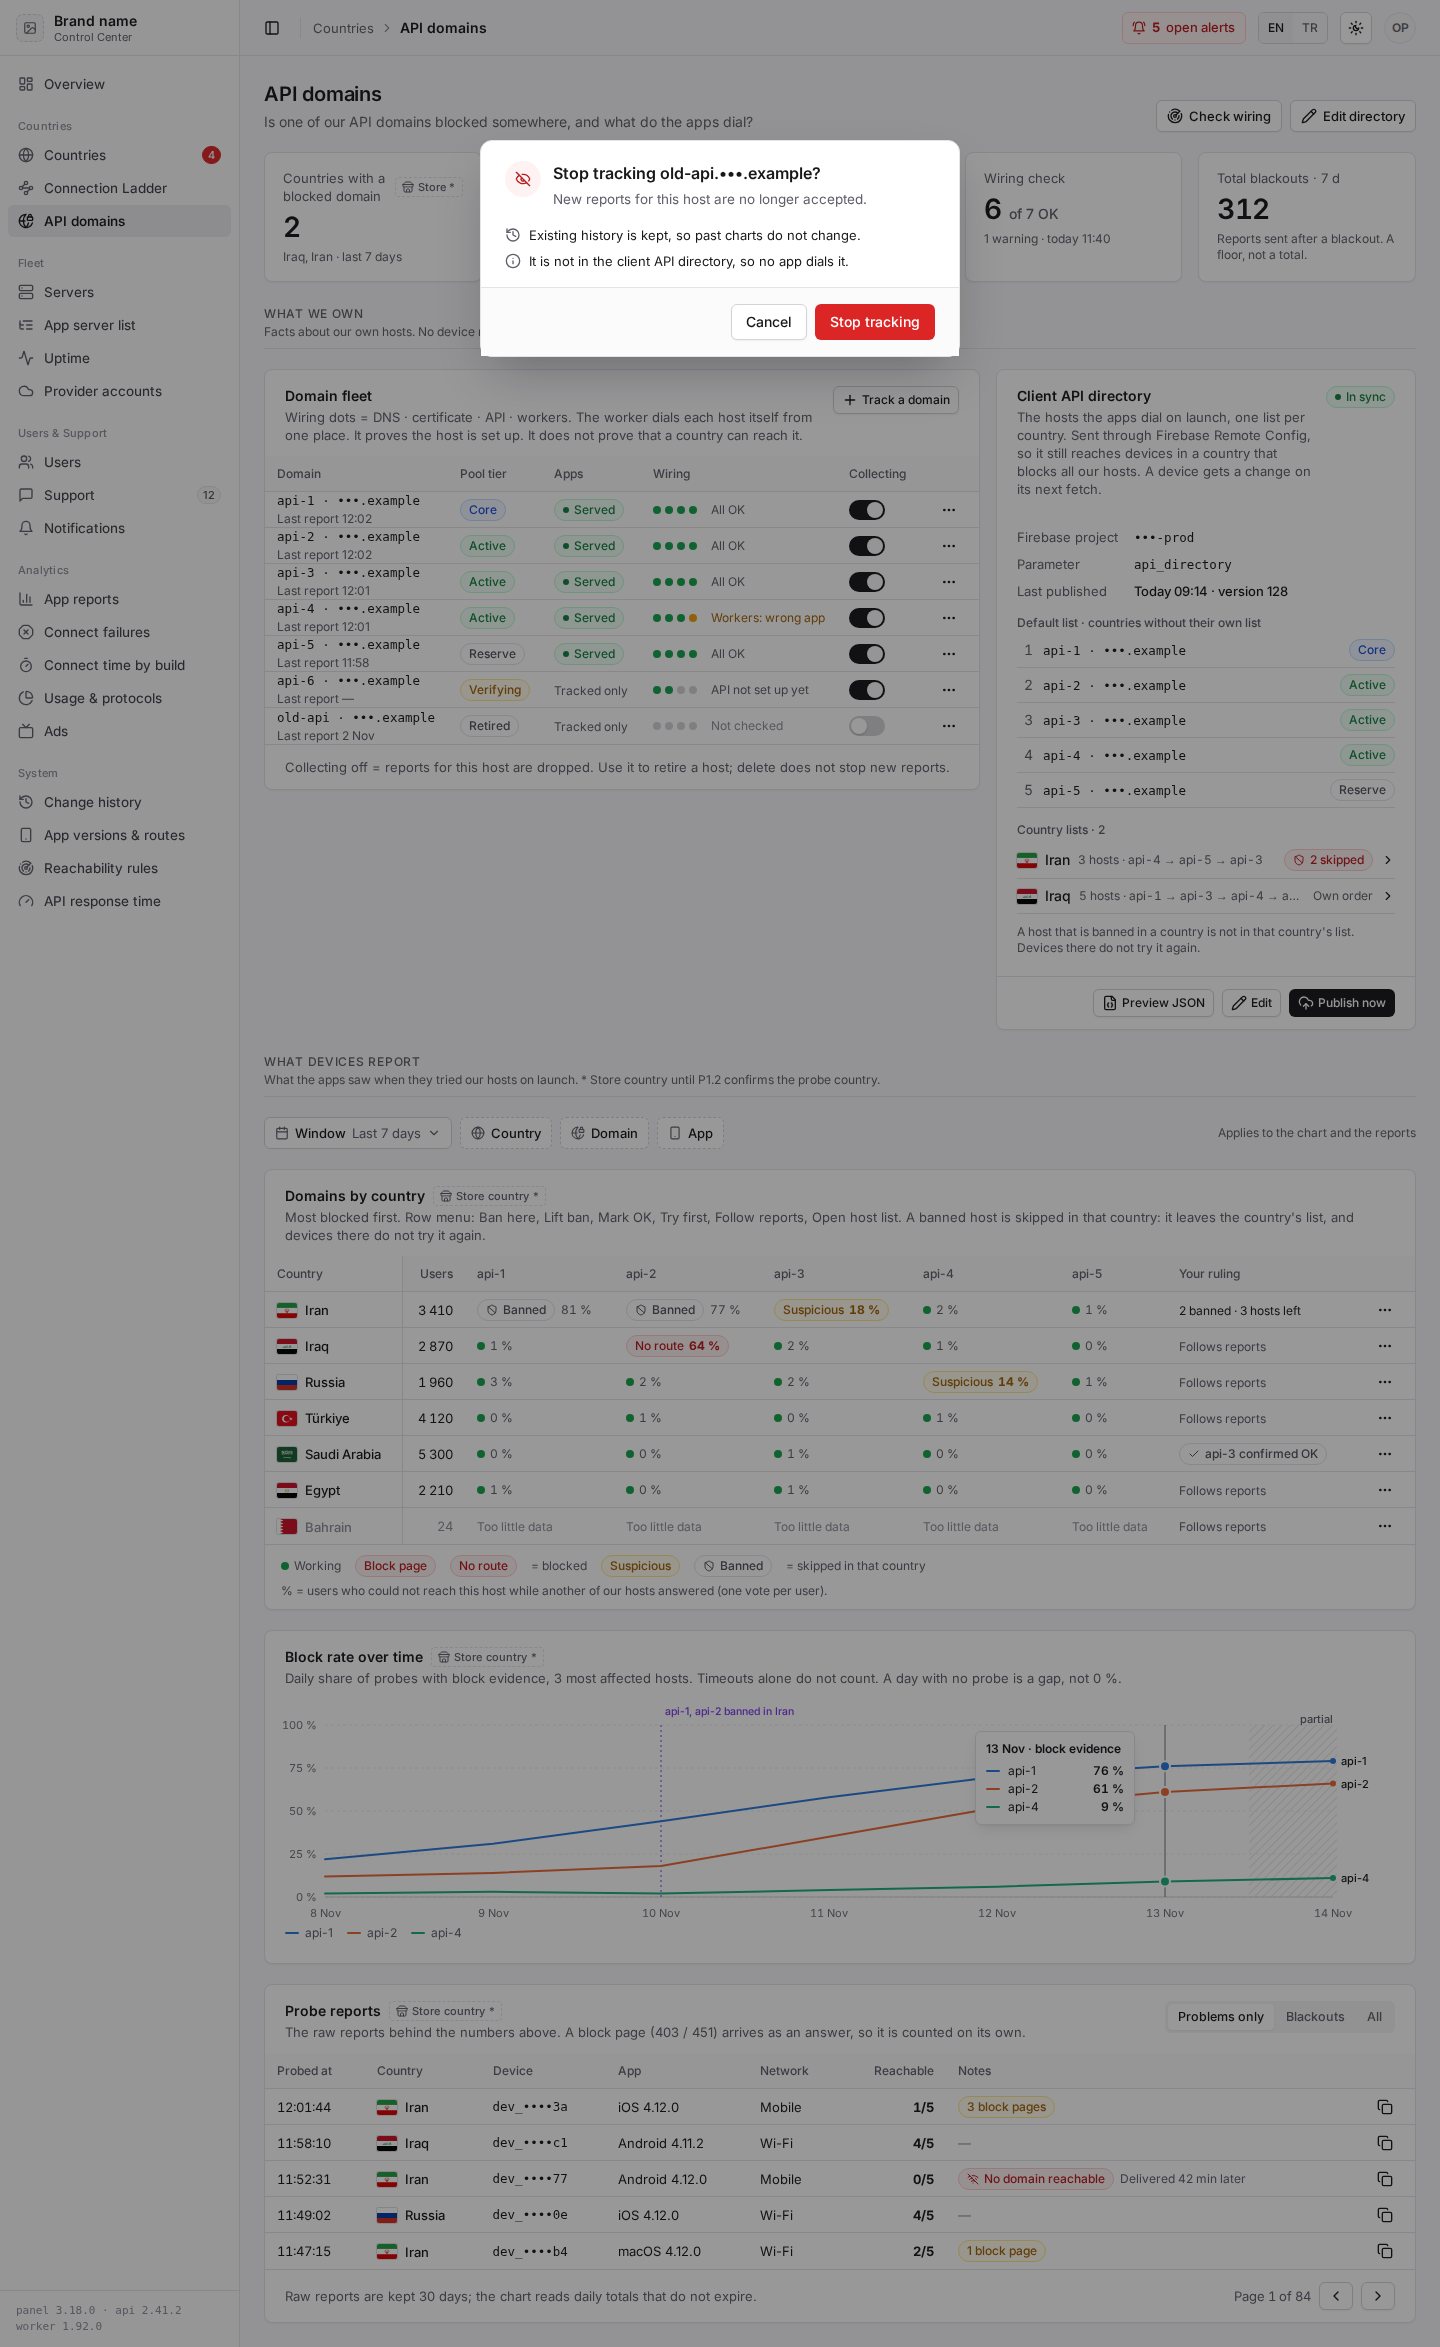 Brand name
Control Center
Countries
API domains
5 open alerts
EN
TR
OP
Overview
Countries
Countries
4
Connection Ladder
API domains
Fleet
Servers
App server list
Uptime
Provider accounts
Users & Support
Users
Support
12
Notifications
Analytics
App reports
Connect failures
Connect time by build
Usage & protocols
Ads
System
Change history
App versions & routes
Reachability rules
API response time
panel 3.18.0 · api 2.41.2
worker 1.92.0
API domains
Is one of our API domains blocked somewhere, and what do the apps dial?
Check wiring
Edit directory
Countries with a
blocked domain
Store *
2
Iraq, Iran · last 7 days
Wiring check
6 of 7 OK
1 warning · today 11:40
Total blackouts · 7 d
312
Reports sent after a blackout. A
floor, not a total.
Stop tracking old-api.•••.example?
New reports for this host are no longer accepted.
Existing history is kept, so past charts do not change.
It is not in the client API directory, so no app dials it.
Cancel
Stop tracking
WHAT WE OWN
Facts about our own hosts. No device
Domain fleet
Wiring dots = DNS · certificate · API · workers. The worker dials each host itself from
one place. It proves the host is set up. It does not prove that a country can reach it.
Track a domain
Domain Pool tier Apps Wiring Collecting
api-1 · •••.example
Last report 12:02
Core Served All OK
api-2 · •••.example
Last report 12:02
Active Served All OK
api-3 · •••.example
Last report 12:01
Active Served All OK
api-4 · •••.example
Last report 12:01
Active Served Workers: wrong app
api-5 · •••.example
Last report 11:58
Reserve Served All OK
api-6 · •••.example
Last report —
Verifying Tracked only API not set up yet
old-api · •••.example
Last report 2 Nov
Retired Tracked only Not checked
Collecting off = reports for this host are dropped. Use it to retire a host; delete does not stop new reports.
Client API directory
In sync
The hosts the apps dial on launch, one list per
country. Sent through Firebase Remote Config,
so it still reaches devices in a country that
blocks all our hosts. A device gets a change on
its next fetch.
Firebase project •••-prod
Parameter api_directory
Last published Today 09:14 · version 128
Default list · countries without their own list
1 api-1 · •••.example Core
2 api-2 · •••.example Active
3 api-3 · •••.example Active
4 api-4 · •••.example Active
5 api-5 · •••.example Reserve
Country lists · 2
Iran 3 hosts · api-4 → api-5 → api-3 2 skipped
Iraq 5 hosts · api-1 → api-3 → api-4 → a... Own order
A host that is banned in a country is not in that country's list.
Devices there do not try it again.
Preview JSON
Edit
Publish now
WHAT DEVICES REPORT
What the apps saw when they tried our hosts on launch. * Store country until P1.2 confirms the probe country.
Window Last 7 days
Country
Domain
App
Applies to the chart and the reports
Domains by country
Store country *
Most blocked first. Row menu: Ban here, Lift ban, Mark OK, Try first, Follow reports, Open host list. A banned host is skipped in that country: it leaves the country's list, and
devices there do not try it again.
Country Users api-1 api-2 api-3 api-4 api-5 Your ruling
Iran 3 410 Banned 81 % Banned 77 % Suspicious 18 % 2 % 1 % 2 banned · 3 hosts left
Iraq 2 870 1 % No route 64 % 2 % 1 % 0 % Follows reports
Russia 1 960 3 % 2 % 2 % Suspicious 14 % 1 % Follows reports
Türkiye 4 120 0 % 1 % 0 % 1 % 0 % Follows reports
Saudi Arabia 5 300 0 % 0 % 1 % 0 % 0 % api-3 confirmed OK
Egypt 2 210 1 % 0 % 1 % 0 % 0 % Follows reports
Bahrain 24 Too little data Too little data Too little data Too little data Too little data Follows reports
Working Block page No route = blocked Suspicious Banned = skipped in that country
% = users who could not reach this host while another of our hosts answered (one vote per user).
Block rate over time
Store country *
Daily share of probes with block evidence, 3 most affected hosts. Timeouts alone do not count. A day with no probe is a gap, not 0 %.
api-1, api-2 banned in Iran
partial
100 %
75 %
50 %
25 %
0 %
13 Nov · block evidence
api-1 76 %
api-2 61 %
api-4 9 %
api-1
api-2
api-4
8 Nov 9 Nov 10 Nov 11 Nov 12 Nov 13 Nov 14 Nov
api-1 api-2 api-4
Probe reports
Store country *
The raw reports behind the numbers above. A block page (403 / 451) arrives as an answer, so it is counted on its own.
Problems only
Blackouts
All
Probed at Country Device App Network Reachable Notes
12:01:44 Iran dev_••••3a iOS 4.12.0 Mobile 1/5 3 block pages
11:58:10 Iraq dev_••••c1 Android 4.11.2 Wi-Fi 4/5 —
11:52:31 Iran dev_••••77 Android 4.12.0 Mobile 0/5 No domain reachable Delivered 42 min later
11:49:02 Russia dev_••••0e iOS 4.12.0 Wi-Fi 4/5 —
11:47:15 Iran dev_••••b4 macOS 4.12.0 Wi-Fi 2/5 1 block page
Raw reports are kept 30 days; the chart reads daily totals that do not expire.
Page 1 of 84